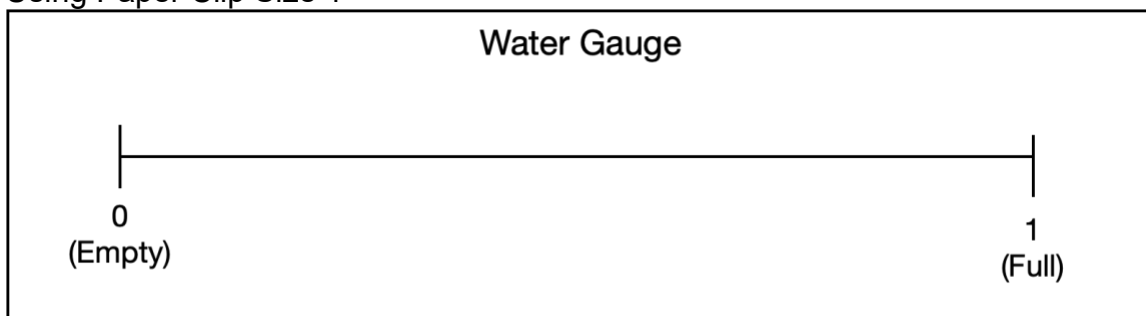 Using Paper Clip Size 1
Water Gauge
0
(Empty)
1
(Full)